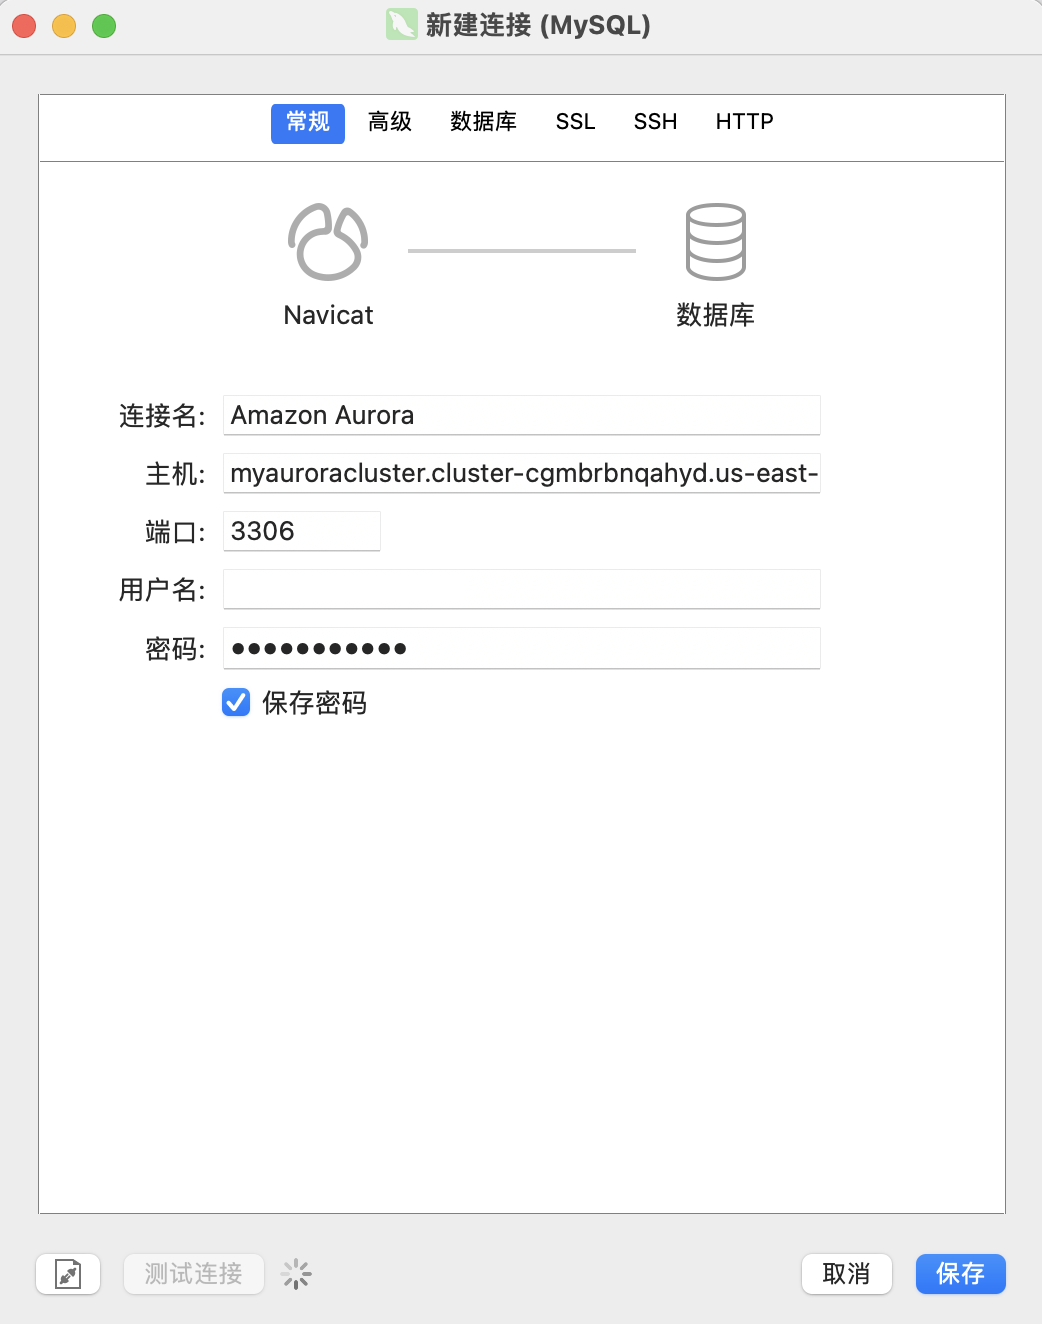 新建连接 (MySQL)
常规 高级 数据库 SSL SSH HTTP
Navicat 数据库
连接名: Amazon Aurora
主机: myauroracluster.cluster-cgmbrbnqahyd.us-east-
端口: 3306
用户名:
密码: ●●●●●●●●●●●
保存密码
测试连接 取消 保存